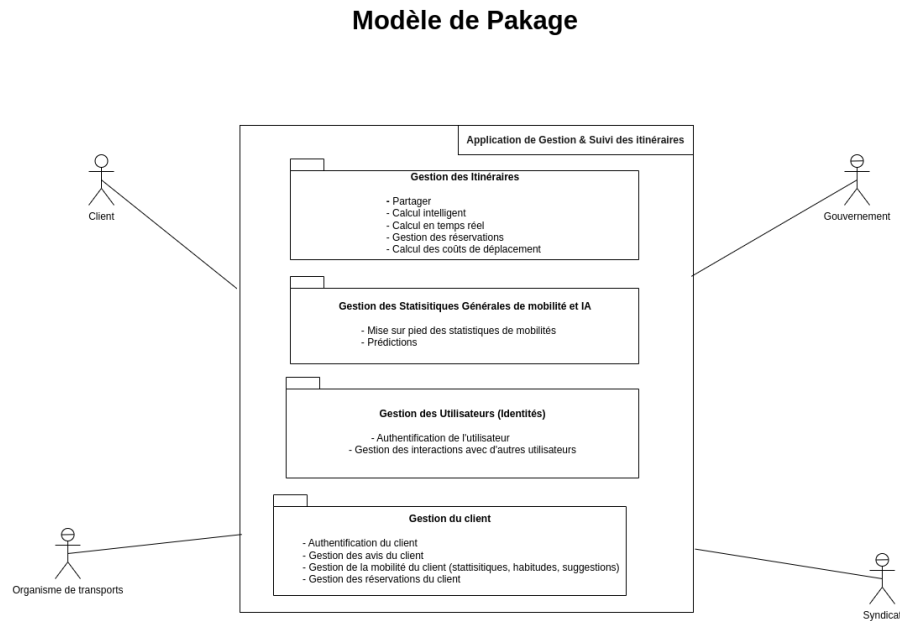 Modèle de Pakage
Application de Gestion & Suivi des itinéraires
Gestion des Itinéraires
- Partager
- Calcul intelligent
- Calcul en temps réel
- Gestion des réservations
- Calcul des coûts de déplacement
Client
Gouvernement
Gestion des Statisitiques Générales de mobilité et IA
- Mise sur pied des statistiques de mobilités
- Prédictions
Gestion des Utilisateurs (Identités)
- Authentification de l'utilisateur
- Gestion des interactions avec d'autres utilisateurs
Gestion du client
- Authentification du client
- Gestion des avis du client
- Gestion de la mobilité du client (stattisitiques, habitudes, suggestions)
- Gestion des réservations du client
Organisme de transports
Syndicat